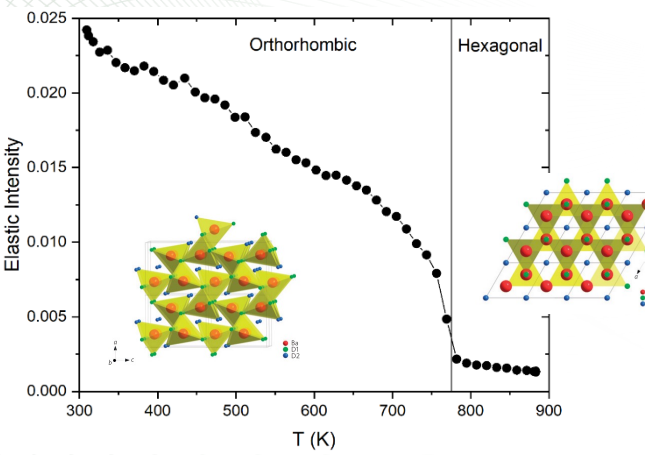 0.025
0.020
0.015
0.010
0.005
0.000
Elastic Intensity
Orthorhombic
Hexagonal
a
b
c
Ba
D1
D2
a
300
400
500
600
700
800
900
T (K)